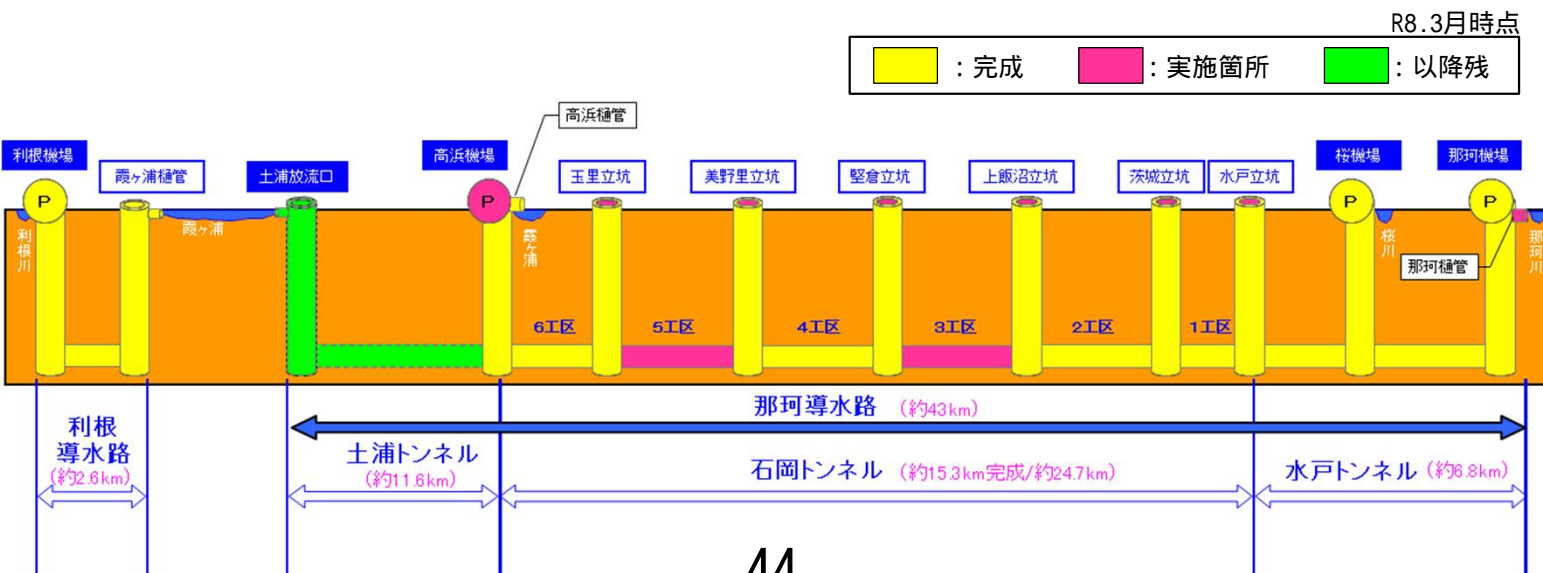 R8.3月時点
：完成
：実施箇所
：以降残
高浜樋管
利根機場
霞ヶ浦樋管
土浦放流口
高浜機場
玉里立坑
美野里立坑
堅倉立坑
上飯沼立坑
茨城立坑
水戸立坑
桜機場
那珂機場
P
P
P
P
利根川
霞ヶ浦
霞ヶ浦
桜川
那珂樋管
那珂川
6工区
5工区
4工区
3工区
2工区
1工区
那珂導水路 (約43km)
利根
導水路
(約2.6km)
土浦トンネル
(約11.6km)
石岡トンネル (約15.3km完成/約24.7km)
水戸トンネル (約6.8km)
44